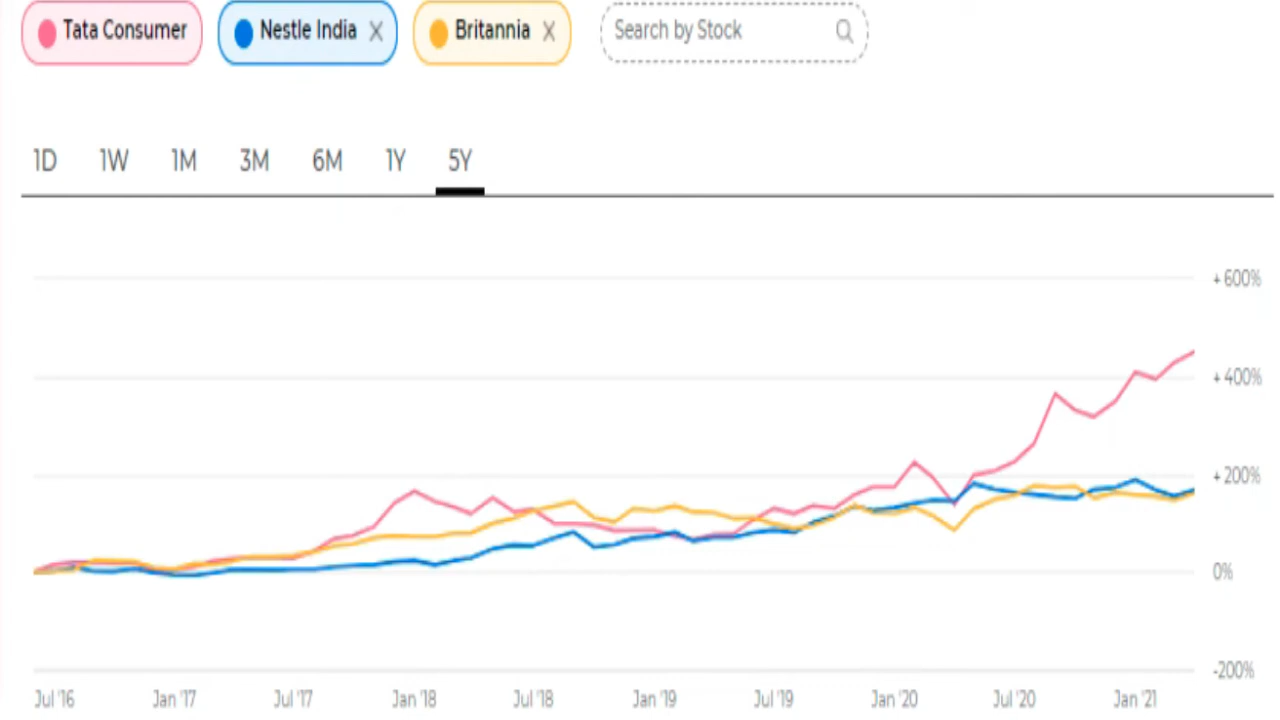 Tata Consumer Nestle India X Britannia X Search by Stock
1D 1W 1M 3M 6M 1Y 5Y
+ 600%
+ 400%
+ 200%
0%
-200%
Jul '16 Jan '17 Jul '17 Jan '18 Jul '18 Jan '19 Jul '19 Jan '20 Jul '20 Jan '21